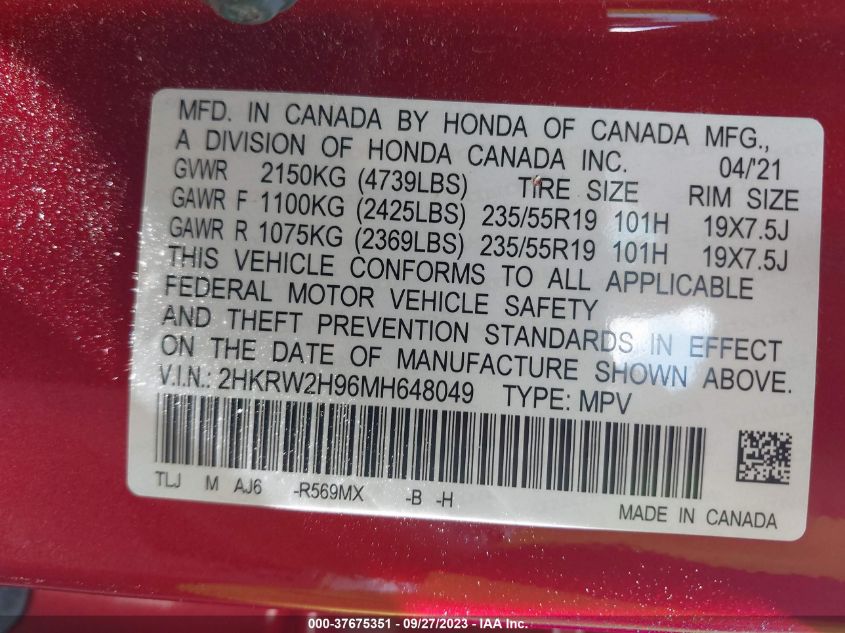 MFD. IN CANADA BY HONDA OF CANADA MFG.,
A DIVISION OF HONDA CANADA INC. 04/'21
GVWR 2150KG (4739LBS) TIRE SIZE RIM SIZE
GAWR F 1100KG (2425LBS) 235/55R19 101H 19X7.5J
GAWR R 1075KG (2369LBS) 235/55R19 101H 19X7.5J
THIS VEHICLE CONFORMS TO ALL APPLICABLE
FEDERAL MOTOR VEHICLE SAFETY
AND THEFT PREVENTION STANDARDS IN EFFECT
ON THE DATE OF MANUFACTURE SHOWN ABOVE.
V.I.N.: 2HKRW2H96MH648049 TYPE: MPV
TLJ M AJ6 -R569MX -B -H
MADE IN CANADA
000-37675351 | 09/27/2023 - IAA Inc.